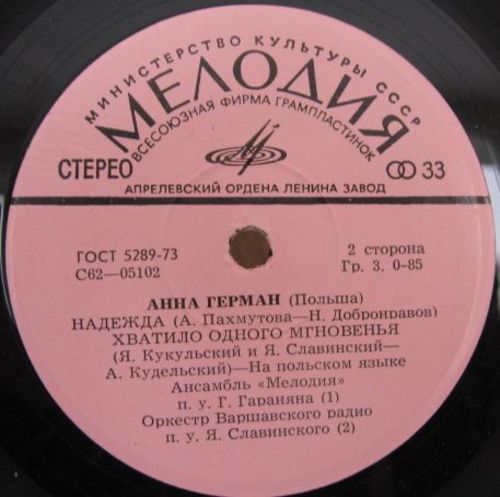 МИНИСТЕРСТВО КУЛЬТУРЫ СССР
МЕЛОДИЯ
ВСЕСОЮЗНАЯ ФИРМА ГРАМПЛАСТИНОК
СТЕРЕО
33
АПРЕЛЕВСКИЙ ОРДЕНА ЛЕНИНА ЗАВОД
ГОСТ 5289-73
С62—05102
2 сторона
Гр. 3. 0-85
АННА ГЕРМАН (Польша)
НАДЕЖДА (А. Пахмутова—Н. Добронравов)
ХВАТИЛО ОДНОГО МГНОВЕНЬЯ
(Я. Кукульский и Я. Славинский—
А. Кудельский)—На польском языке
Ансамбль «Мелодия»
п. у. Г. Гараняна (1)
Оркестр Варшавского радио
п. у. Я. Славинского (2)